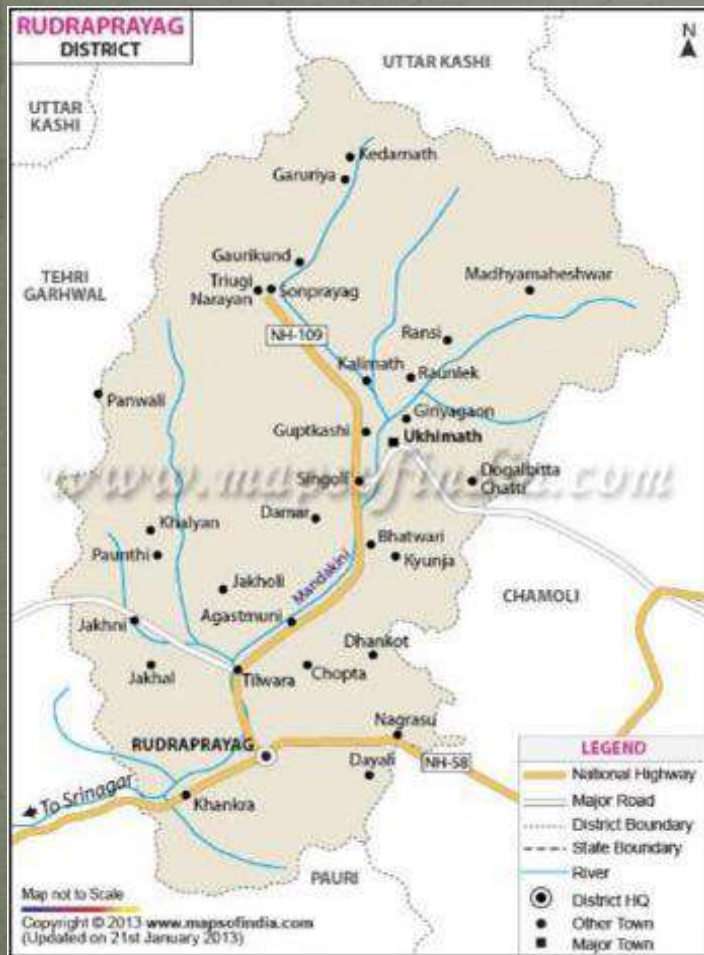 RUDRAPRAYAG
DISTRICT
N
UTTAR KASHI
UTTAR
KASHI
Kedarnath
Garuriya
Gaurikund
TEHRI
GARHWAL
Triugi
Narayan
Sonprayag
Madhyamaheshwar
NH-109
Ransi
Kalimath
Raunlek
Panwali
Giriyagaon
Guptkashi
Ukhimath
www.mapsofindia.com
Singoli
Dogalbitta
Chatti
Damar
Khalyan
Bhatwari
Paunthi
Kyunja
Mandakini
Jakholi
CHAMOLI
Agastmuni
Jakhni
Dhankot
Jakhal
Tilwara
Chopta
Nagrasu
RUDRAPRAYAG
NH-58
Dayali
To Srinagar
Khankra
PAURI
LEGEND
National Highway
Major Road
District Boundary
State Boundary
River
District HQ
Other Town
Major Town
Map not to Scale
Copyright © 2013 www.mapsofindia.com
(Updated on 21st January 2013)